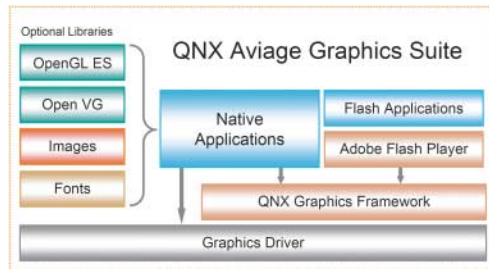 Optional Libraries
QNX Aviage Graphics Suite
OpenGL ES
Open VG
Images
Fonts
Native
Applications
Flash Applications
Adobe Flash Player
QNX Graphics Framework
Graphics Driver